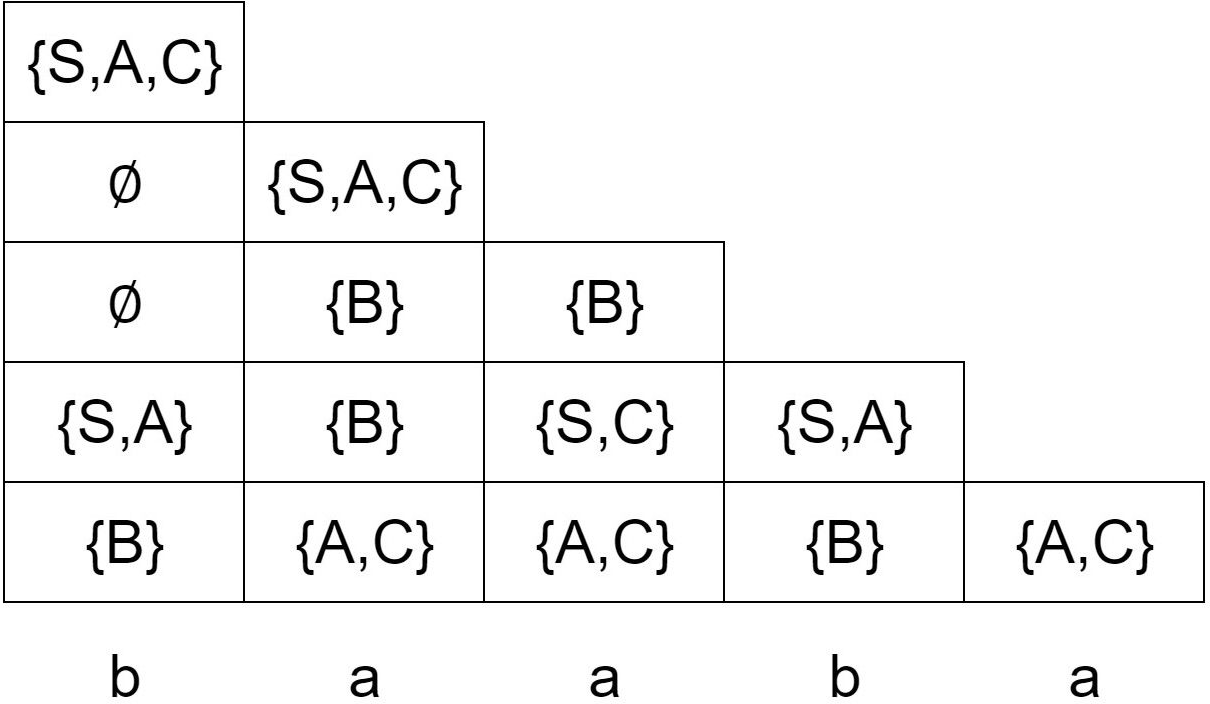 {S,A,C}
∅ {S,A,C}
∅ {B} {B}
{S,A} {B} {S,C} {S,A}
{B} {A,C} {A,C} {B} {A,C}
b a a b a